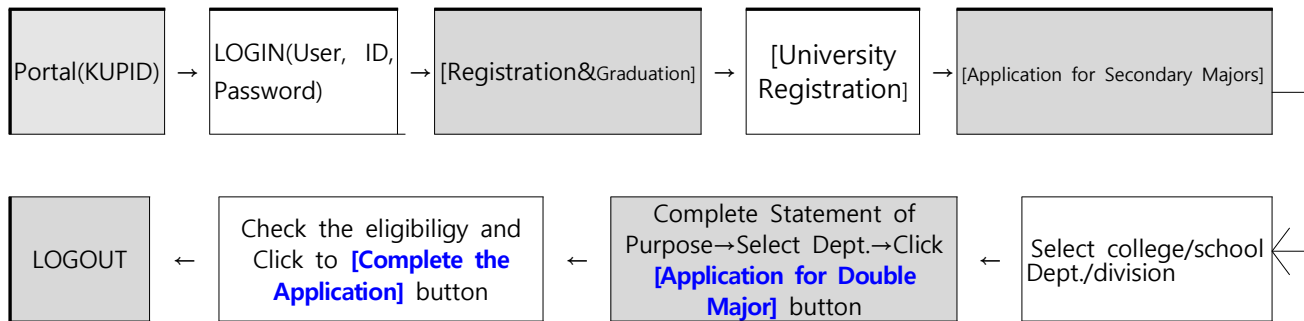 Portal(KUPID) → LOGIN(User, ID, Password) → [Registration&Graduation] → [University Registration] → [Application for Secondary Majors]
Select college/school
Dept./division
←
Complete Statement of
Purpose→Select Dept.→Click
[Application for Double
Major] button
←
Check the eligibiligy and
Click to [Complete the
Application] button
←
LOGOUT